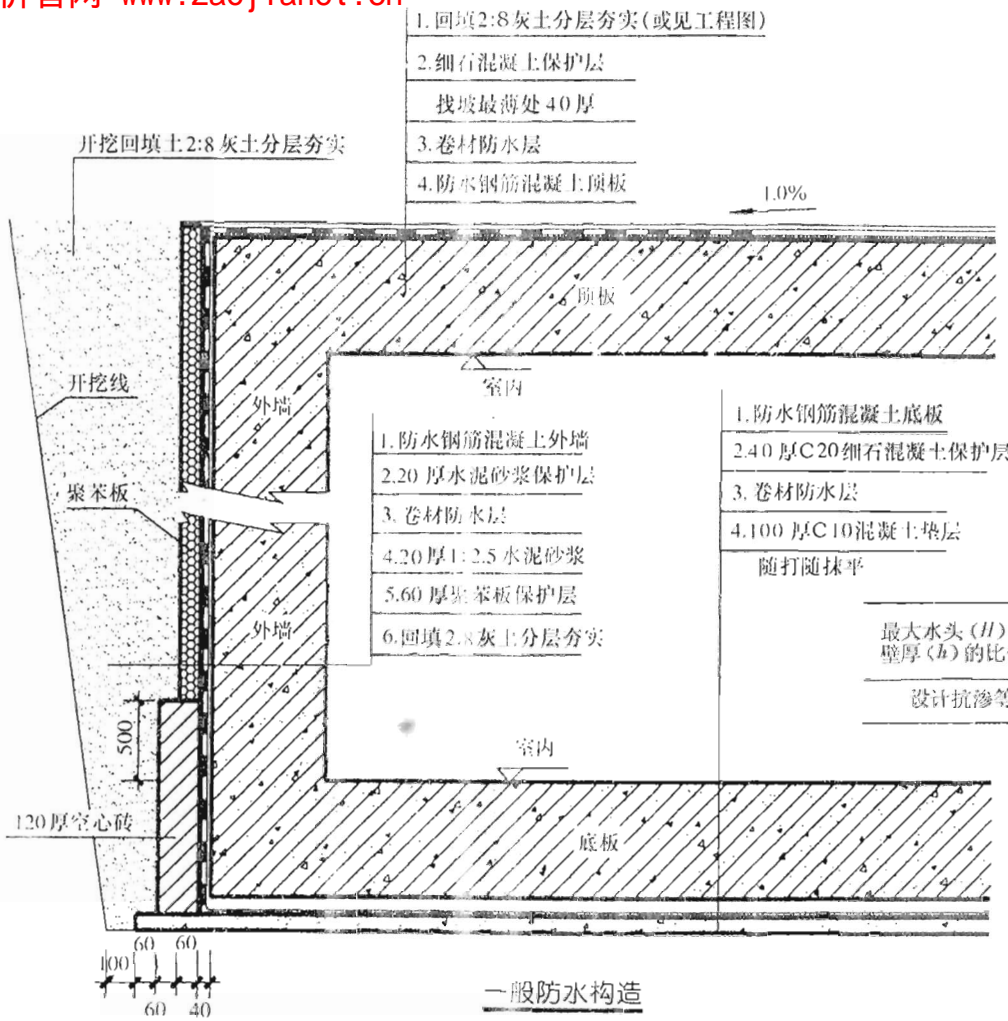 价咨网 www.zaojiahot.cn
1.回填2:8灰土分层夯实(或见工程图)
2.细石混凝土保护层
找坡最薄处40厚
3.卷材防水层
4.防水钢筋混凝土顶板
开挖回填土2:8灰土分层夯实
1.0%
顶板
室内
开挖线
外墙
聚苯板
1.防水钢筋混凝土外墙
2.20厚水泥砂浆保护层
3.卷材防水层
4.20厚1:2.5水泥砂浆
5.60厚聚苯板保护层
6.回填2:8灰土分层夯实
1.防水钢筋混凝土底板
2.40厚C20细石混凝土保护层
3.卷材防水层
4.100厚C10混凝土垫层
随打随抹平
外墙
最大水头(H)
壁厚(h)的比
设计抗渗等
500
室内
120厚空心砖
底板
60 60
100
60 40
一般防水构造